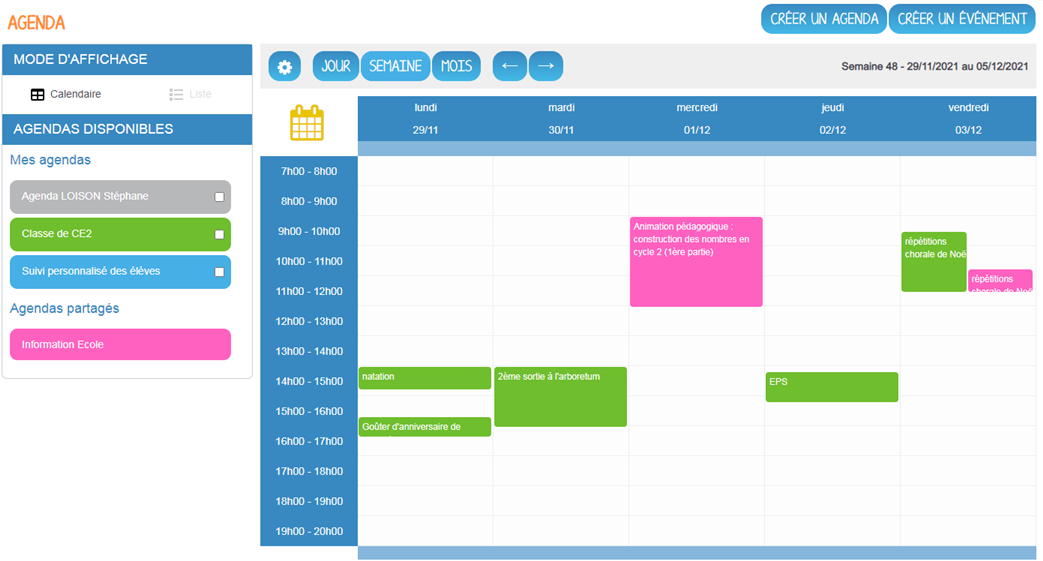 AGENDA
CRÉER UN AGENDA
CRÉER UN ÉVÉNEMENT
MODE D'AFFICHAGE
Calendaire
Liste
AGENDAS DISPONIBLES
Mes agendas
Agenda LOISON Stéphane
Classe de CE2
Suivi personnalisé des élèves
Agendas partagés
Information Ecole
JOUR
SEMAINE
MOIS
←
→
Semaine 48 - 29/11/2021 au 05/12/2021
lundi
29/11
mardi
30/11
mercredi
01/12
jeudi
02/12
vendredi
03/12
7h00 - 8h00
8h00 - 9h00
9h00 - 10h00
10h00 - 11h00
11h00 - 12h00
12h00 - 13h00
13h00 - 14h00
14h00 - 15h00
15h00 - 16h00
16h00 - 17h00
17h00 - 18h00
18h00 - 19h00
19h00 - 20h00
natation
Goûter d'anniversaire de
2ème sortie à l'arboretum
Animation pédagogique :
construction des nombres en
cycle 2 (1ère partie)
EPS
répétitions
chorale de Noë
répétitions
chorale de Noë